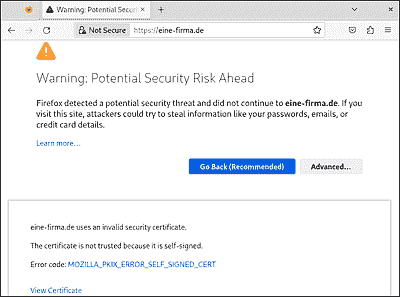 Warning: Potential Securi
Not Secure https://eine-firma.de
Warning: Potential Security Risk Ahead
Firefox detected a potential security threat and did not continue to eine-firma.de. If you
visit this site, attackers could try to steal information like your passwords, emails, or
credit card details.
Learn more…
Go Back (Recommended) Advanced…
eine-firma.de uses an invalid security certificate.
The certificate is not trusted because it is self-signed.
Error code: MOZILLA_PKIX_ERROR_SELF_SIGNED_CERT
View Certificate